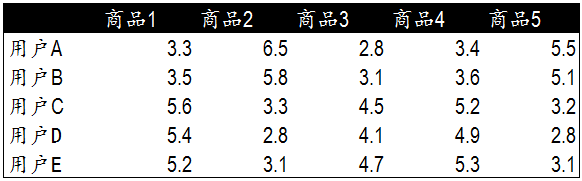 商品1 商品2 商品3 商品4 商品5
用户A 3.3 6.5 2.8 3.4 5.5
用户B 3.5 5.8 3.1 3.6 5.1
用户C 5.6 3.3 4.5 5.2 3.2
用户D 5.4 2.8 4.1 4.9 2.8
用户E 5.2 3.1 4.7 5.3 3.1